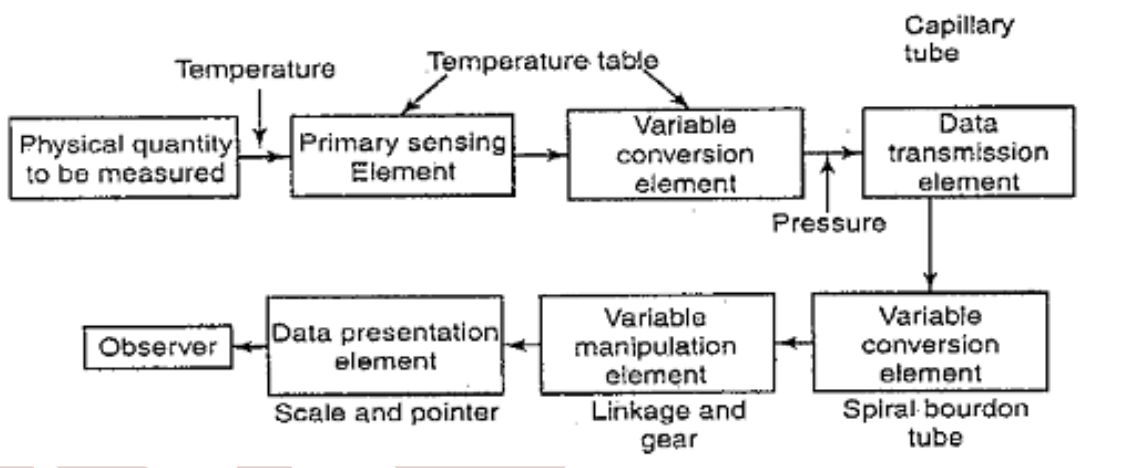 Capillary
tube
Temperature
Temperature table
Physical quantity
to be measured
Primary sensing
Element
Variable
conversion
element
Data
transmission
element
Pressure
Observer
Data presentation
element
Variable
manipulation
element
Variable
conversion
element
Scale and pointer
Linkage and
gear
Spiral bourdon
tube